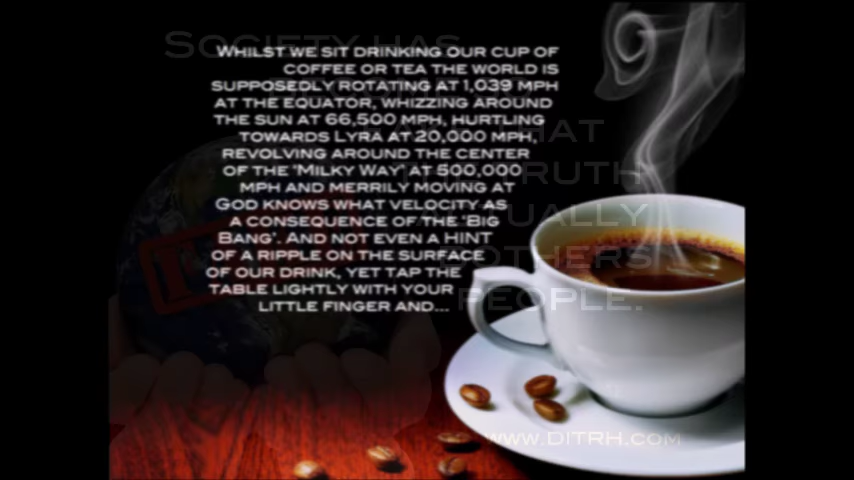 Society has
Whilst we sit drinking our cup of
coffee or tea the world is
supposedly rotating at 1,039 mph
at the equator, whizzing around
the sun at 66,500 mph, hurtling
towards Lyra at 20,000 mph,
revolving around the center
of the 'Milky Way' at 500,000
mph and merrily moving at
God knows what velocity as
a consequence of the 'Big
Bang'. And not even a hint
of a ripple on the surface
of our drink, yet tap the
table lightly with your
little finger and...
people.
www.DITRH.com